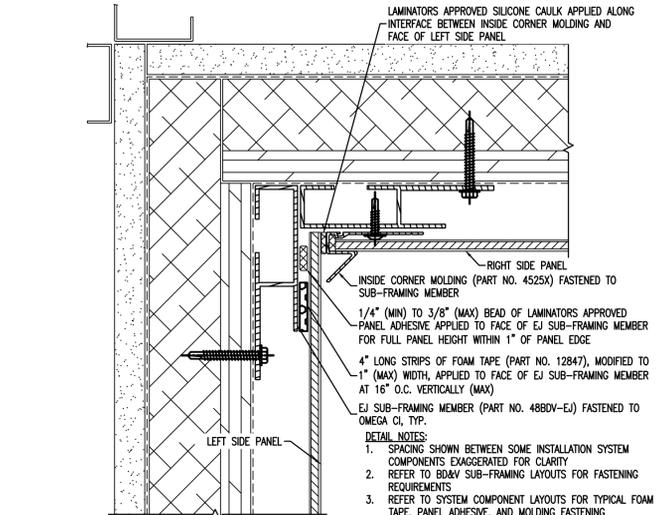 LAMINATORS APPROVED SILICONE CAULK APPLIED ALONG
INTERFACE BETWEEN INSIDE CORNER MOLDING AND
FACE OF LEFT SIDE PANEL
RIGHT SIDE PANEL
INSIDE CORNER MOLDING (PART NO. 4525X) FASTENED TO
SUB-FRAMING MEMBER
1/4" (MIN) TO 3/8" (MAX) BEAD OF LAMINATORS APPROVED
PANEL ADHESIVE APPLIED TO FACE OF EJ SUB-FRAMING MEMBER
FOR FULL PANEL HEIGHT WITHIN 1" OF PANEL EDGE
4" LONG STRIPS OF FOAM TAPE (PART NO. 12847), MODIFIED TO
1" (MAX) WIDTH, APPLIED TO FACE OF EJ SUB-FRAMING MEMBER
AT 16" O.C. VERTICALLY (MAX)
EJ SUB-FRAMING MEMBER (PART NO. 48BDV-EJ) FASTENED TO
OMEGA CI, TYP.
LEFT SIDE PANEL
DETAIL NOTES:
1. SPACING SHOWN BETWEEN SOME INSTALLATION SYSTEM
COMPONENTS EXAGGERATED FOR CLARITY
2. REFER TO BD&V SUB-FRAMING LAYOUTS FOR FASTENING
REQUIREMENTS
3. REFER TO SYSTEM COMPONENT LAYOUTS FOR TYPICAL FOAM
TAPE, PANEL ADHESIVE, AND MOLDING FASTENING